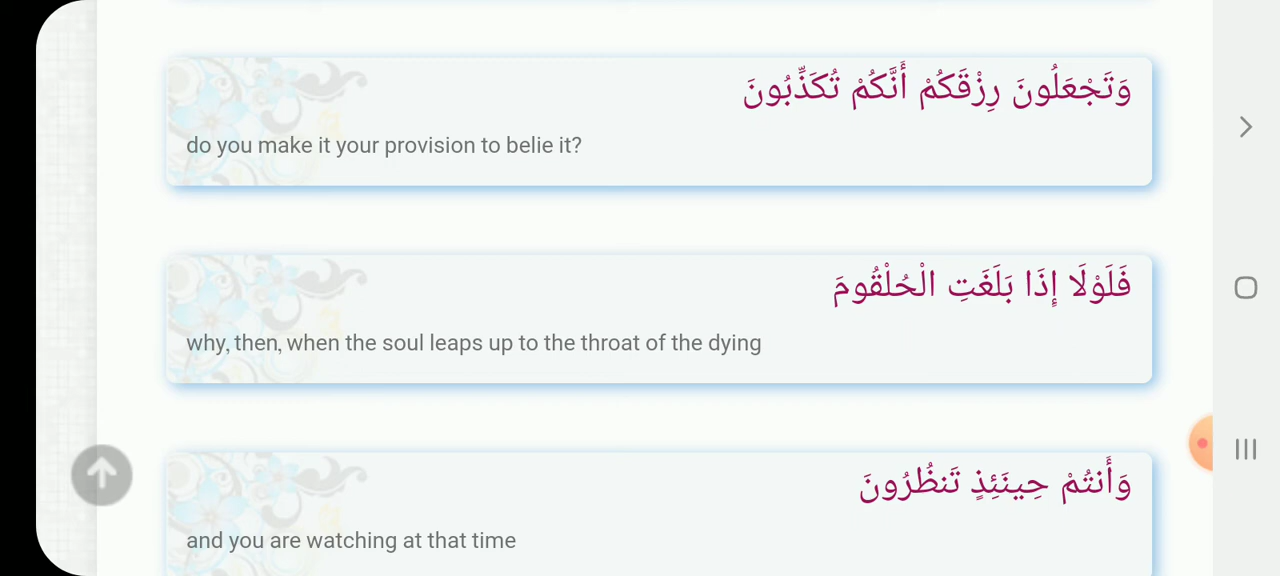 وَتَجْعَلُونَ رِزْقَكُمْ أَنَّكُمْ تُكَذِّبُونَ
do you make it your provision to belie it?
فَلَوْلَا إِذَا بَلَغَتِ الْحُلْقُومَ
why, then, when the soul leaps up to the throat of the dying
وَأَنتُمْ حِينَئِذٍ تَنظُرُونَ
and you are watching at that time